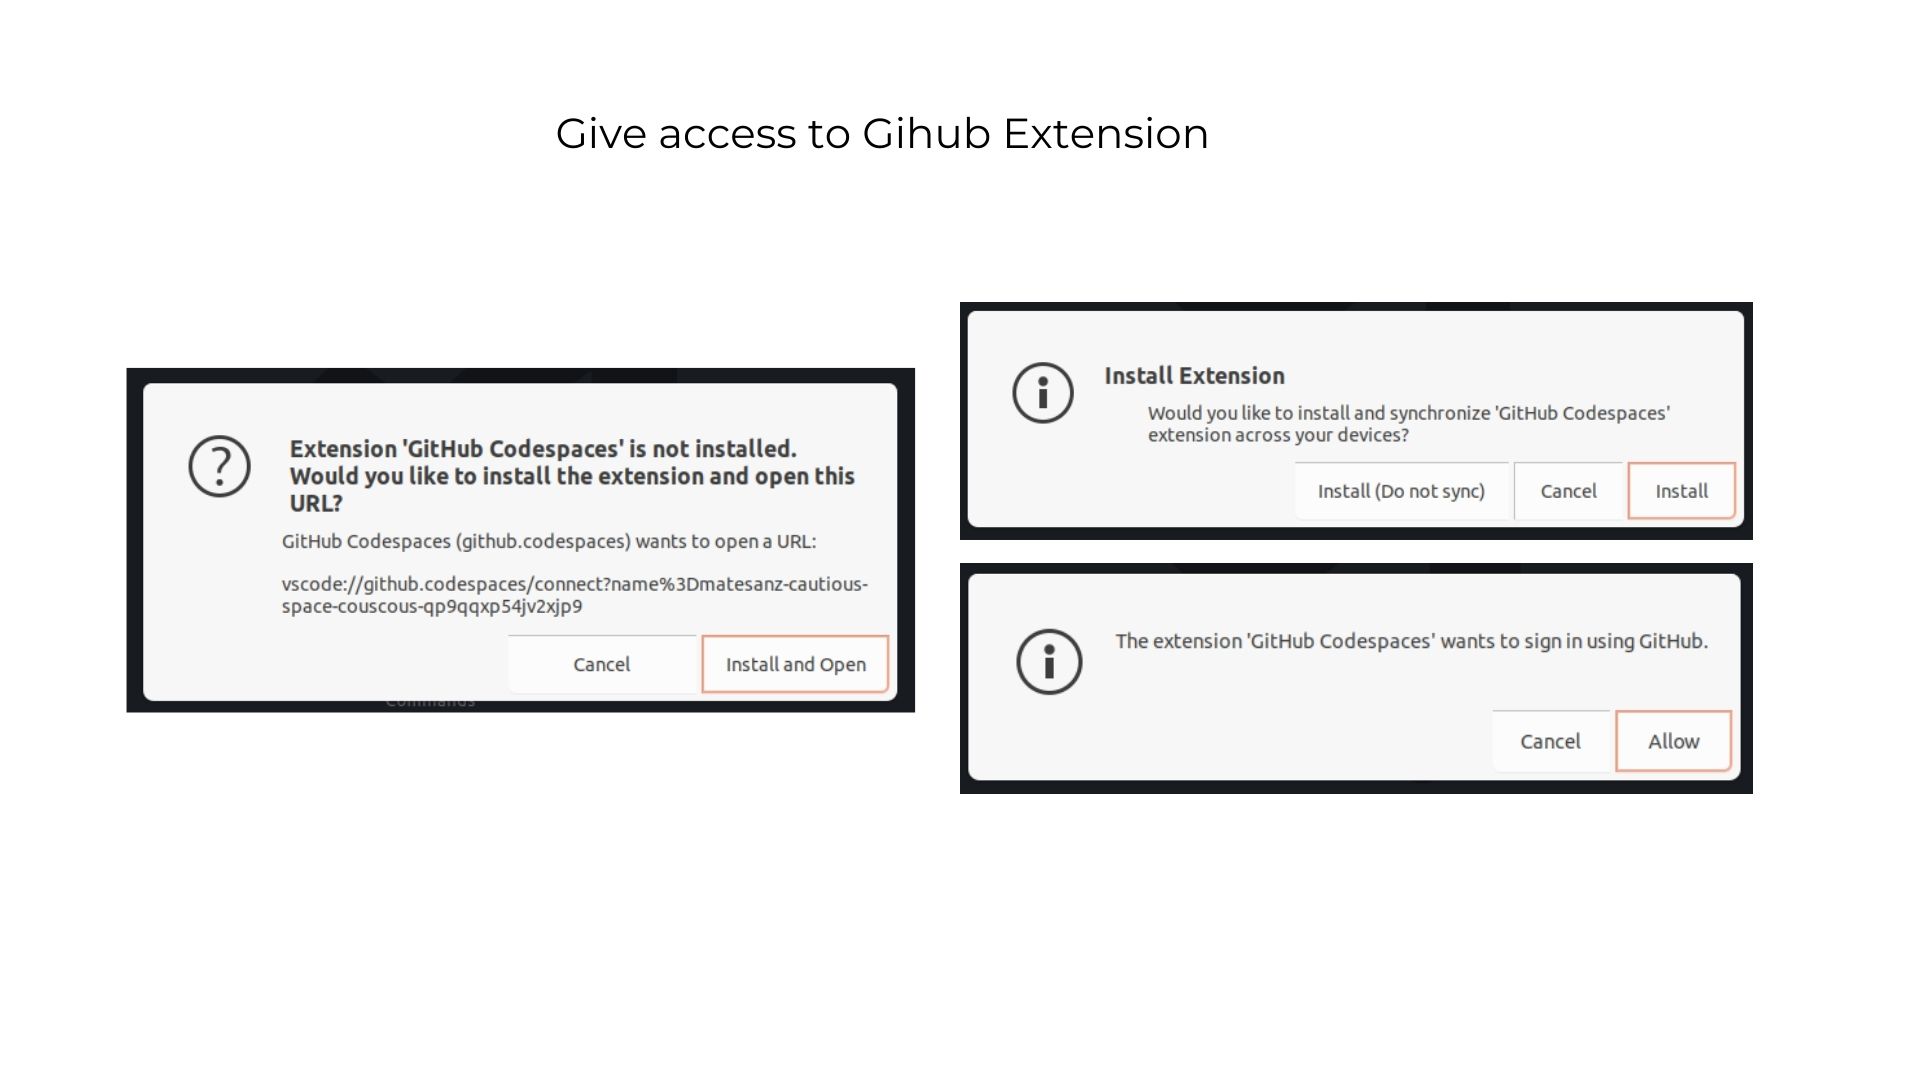 Give access to Gihub Extension
Extension 'GitHub Codespaces' is not installed.
Would you like to install the extension and open this
URL?
GitHub Codespaces (github.codespaces) wants to open a URL:
vscode://github.codespaces/connect?name%3Dmatesanz-cautious-
space-couscous-qp9qqxp54jv2xjp9
Cancel
Install and Open
Commands
Install Extension
Would you like to install and synchronize 'GitHub Codespaces'
extension across your devices?
Install (Do not sync)
Cancel
Install
The extension 'GitHub Codespaces' wants to sign in using GitHub.
Cancel
Allow